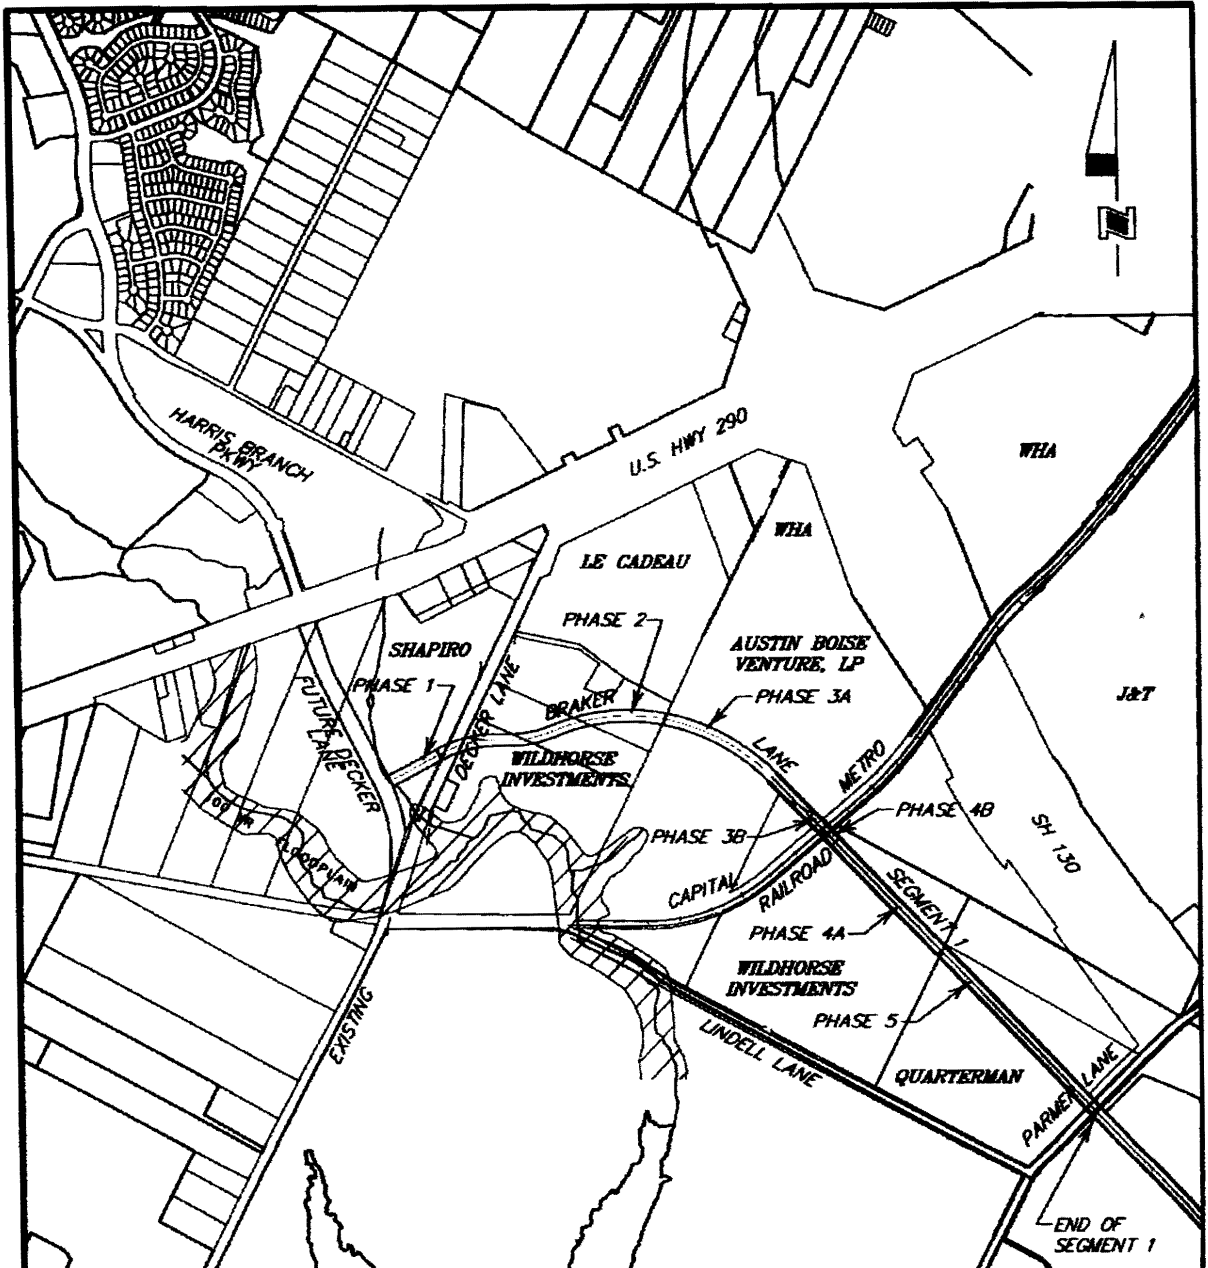 HARRIS BRANCH
PKWY
U.S. HWY 290
WHA
WHA
LE CADEAU
PHASE 2
SHAPIRO
AUSTIN BOISE
VENTURE, LP
PHASE 1
FUTURE DECKER
LANE
DECKER LANE
BRAKER
LANE
PHASE 3A
J&T
WILDHORSE
INVESTMENTS
METRO
100 YR
FLOODPLAIN
PHASE 3B
PHASE 4B
SH 130
CAPITAL
RAILROAD
SEGMENT 1
PHASE 4A
WILDHORSE
INVESTMENTS
PHASE 5
EXISTING
LINDELL LANE
QUARTERMAN
PARMER LANE
END OF
SEGMENT 1